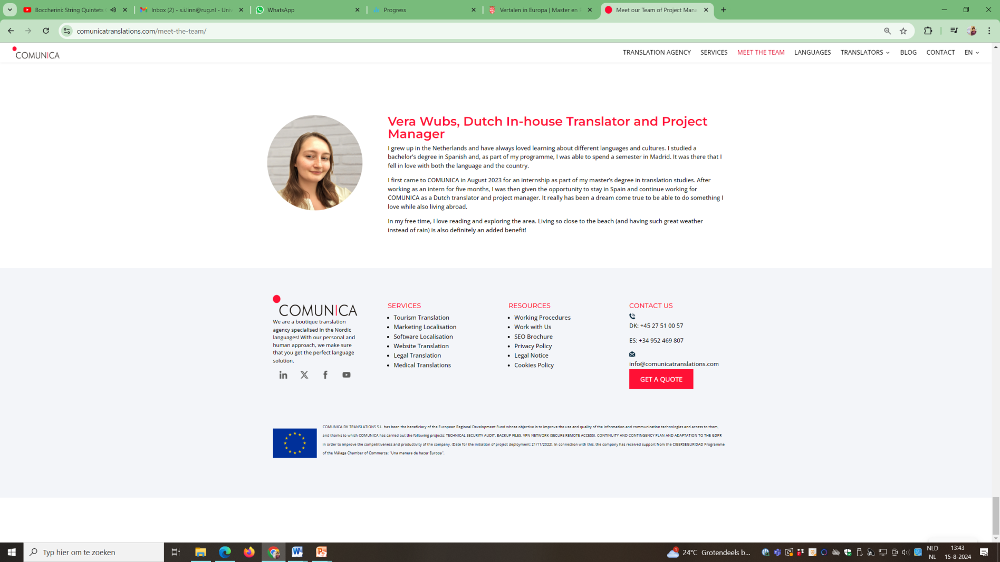 Boccherini: String Quintets
Inbox (2) - s.i.linn@rug.nl - Univ
WhatsApp
Progress
Vertalen in Europa | Master en
Meet our Team of Project Mana
comunicatranslations.com/meet-the-team/
COMUNICA
TRANSLATION AGENCY SERVICES MEET THE TEAM LANGUAGES TRANSLATORS BLOG CONTACT EN
Vera Wubs, Dutch In-house Translator and Project
Manager
I grew up in the Netherlands and have always loved learning about different languages and cultures. I studied a
bachelor’s degree in Spanish and, as part of my programme, I was able to spend a semester in Madrid. It was there that I
fell in love with both the language and the country.
I first came to COMUNICA in August 2023 for an internship as part of my master’s degree in translation studies. After
working as an intern for five months, I was then given the opportunity to stay in Spain and continue working for
COMUNICA as a Dutch translator and project manager. It really has been a dream come true to be able to do something I
love while also living abroad.
In my free time, I love reading and exploring the area. Living so close to the beach (and having such great weather
instead of rain) is also definitely an added benefit!
COMUNICA
We are a boutique translation
agency specialised in the Nordic
languages! With our personal and
human approach, we make sure
that you get the perfect language
solution.
SERVICES
Tourism Translation
Marketing Localisation
Software Localisation
Website Translation
Legal Translation
Medical Translations
RESOURCES
Working Procedures
Work with Us
SEO Brochure
Privacy Policy
Legal Notice
Cookies Policy
CONTACT US
DK: +45 27 51 00 57
ES: +34 952 469 807
info@comunicatranslations.com
GET A QUOTE
COMUNICA.DK TRANSLATIONS S.L. has been the beneficiary of the European Regional Development Fund whose objective is to improve the use and quality of the information and communication technologies and access to them,
and thanks to which COMUNICA has carried out the following projects: TECHNICAL SECURITY AUDIT, BACKUP FILES, VPN NETWORK (SECURE REMOTE ACCESS), CONTINUITY AND CONTINGENCY PLAN AND ADAPTATION TO THE GDPR
in order to improve the competitiveness and productivity of the company. (Date for the initiation of project deployment: 21/11/2022). In connection with this, the company has received support from the CIBERSEGURIDAD Programme
of the Málaga Chamber of Commerce: "Una manera de hacer Europa".
Typ hier om te zoeken
24°C Grotendeels b...
NLD
NL
13:43
15-8-2024